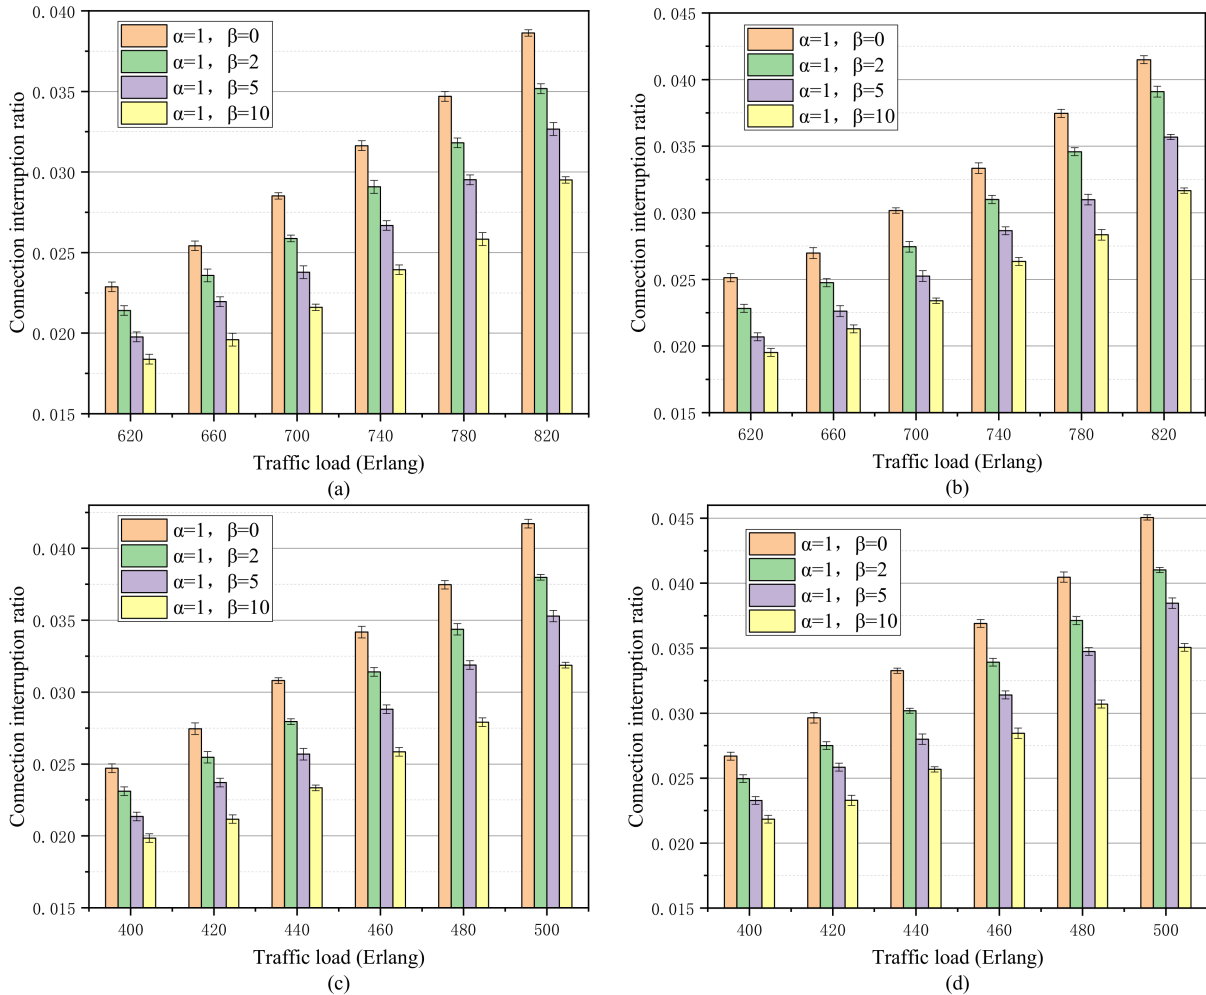 Connection interruption ratio
0.040
0.035
0.030
0.025
0.020
0.015
α=1, β=0
α=1, β=2
α=1, β=5
α=1, β=10
620 660 700 740 780 820
Traffic load (Erlang)
(a)
Connection interruption ratio
0.045
0.040
0.035
0.030
0.025
0.020
0.015
α=1, β=0
α=1, β=2
α=1, β=5
α=1, β=10
620 660 700 740 780 820
Traffic load (Erlang)
(b)
Connection interruption ratio
0.040
0.035
0.030
0.025
0.020
0.015
α=1, β=0
α=1, β=2
α=1, β=5
α=1, β=10
400 420 440 460 480 500
Traffic load (Erlang)
(c)
Connection interruption ratio
0.045
0.040
0.035
0.030
0.025
0.020
0.015
α=1, β=0
α=1, β=2
α=1, β=5
α=1, β=10
400 420 440 460 480 500
Traffic load (Erlang)
(d)